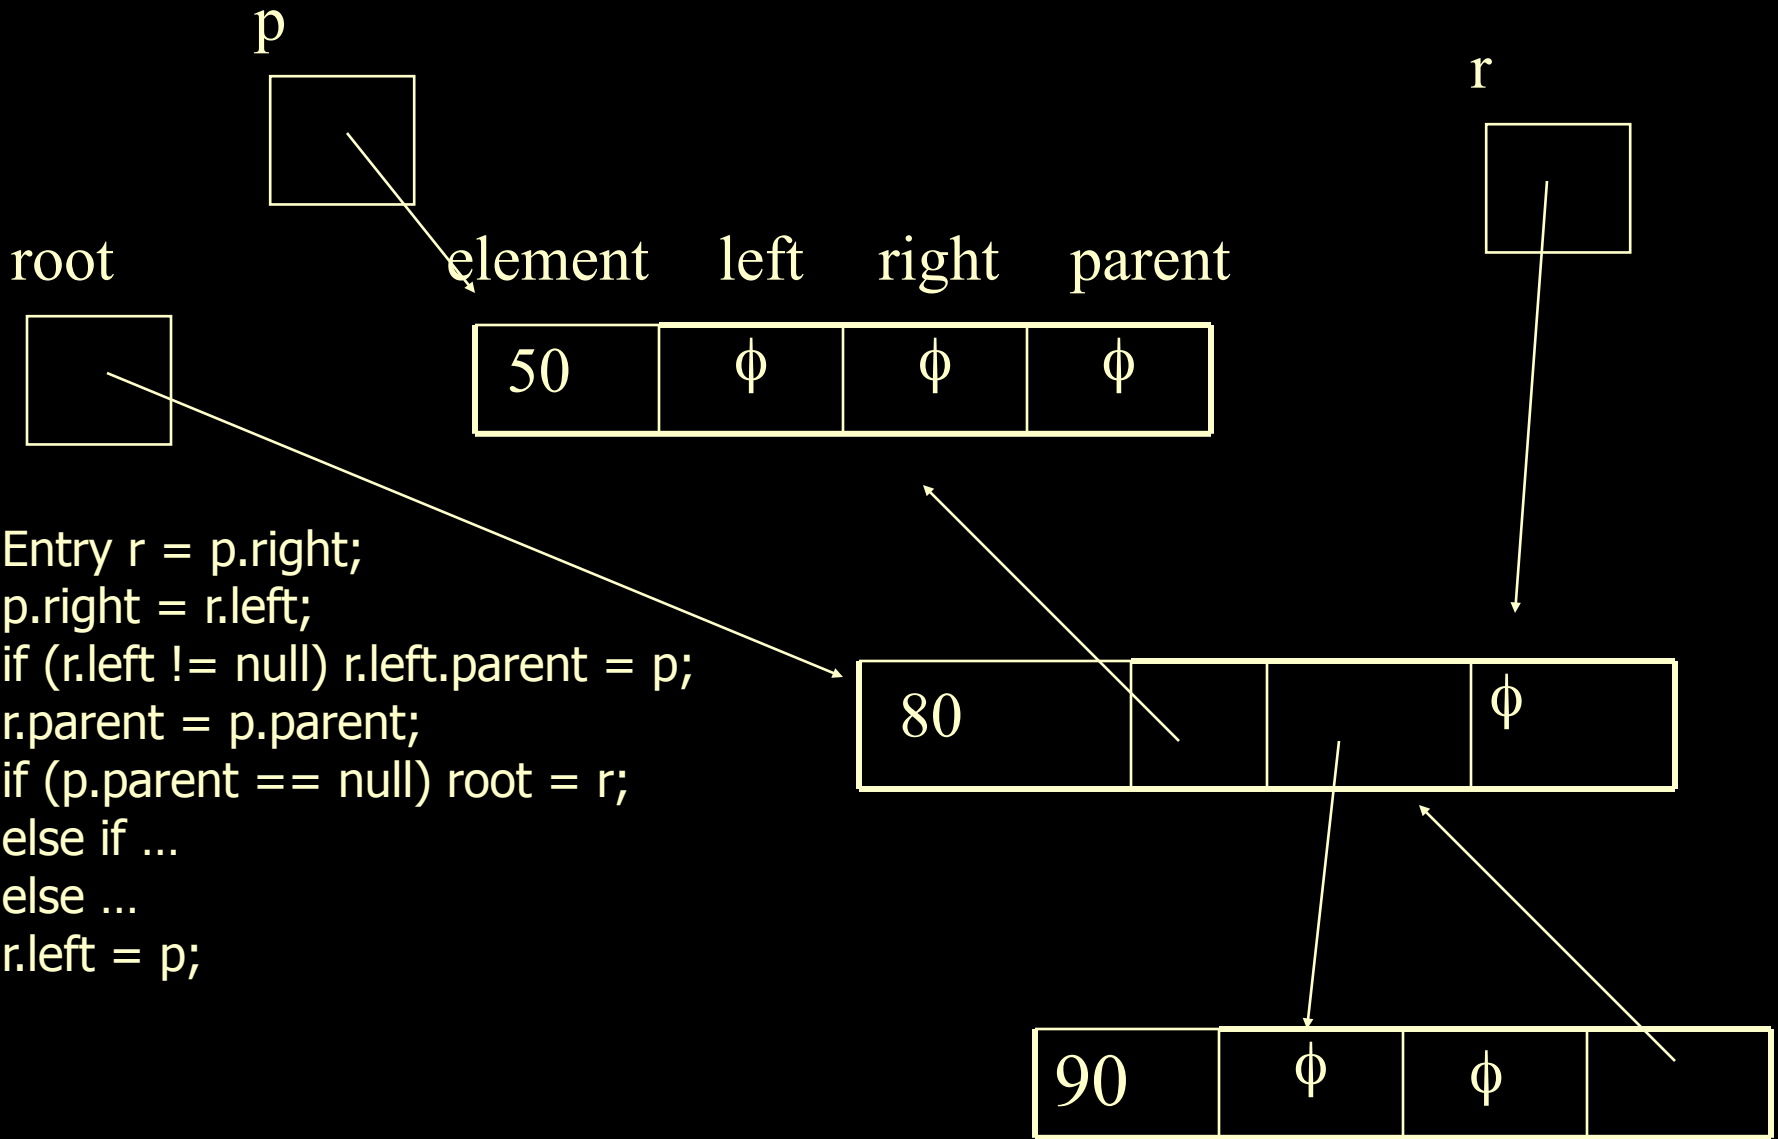 p
r
root
element left right parent
50 ϕ ϕ ϕ
Entry r = p.right;
p.right = r.left;
if (r.left != null) r.left.parent = p;
r.parent = p.parent;
if (p.parent == null) root = r;
else if …
else …
r.left = p;
80 ϕ
90 ϕ ϕ